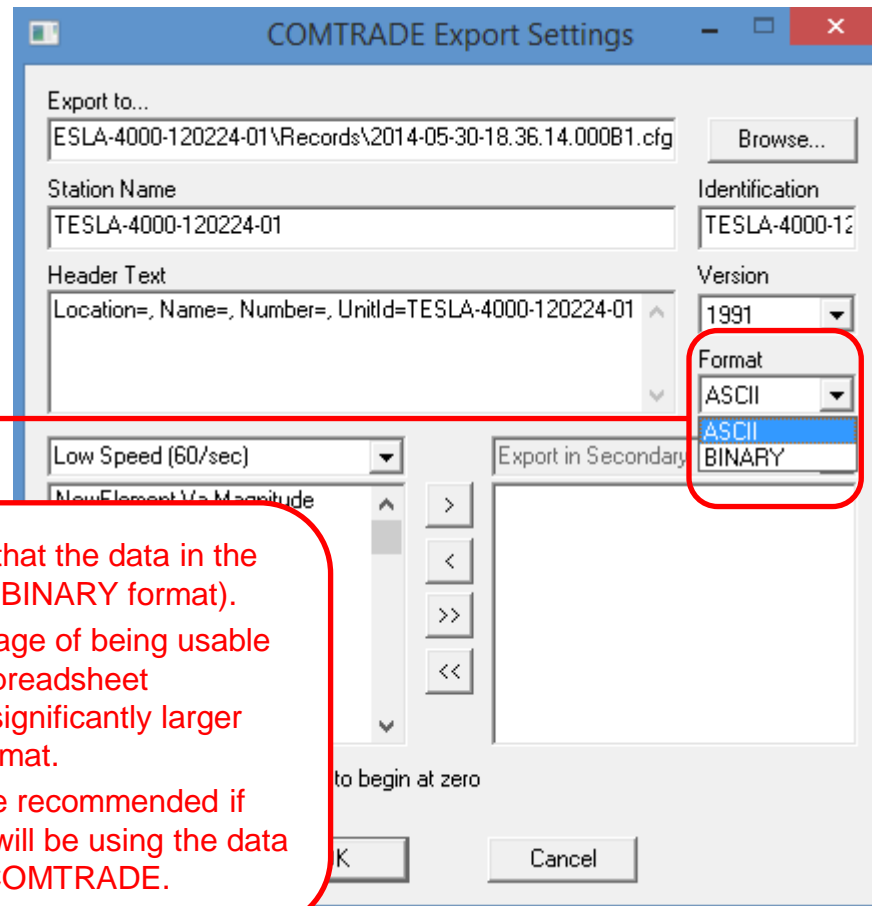 COMTRADE Export Settings
Export to...
ESLA-4000-120224-01\Records\2014-05-30-18.36.14.000B1.cfg
Browse...
Station Name
Identification
TESLA-4000-120224-01
TESLA-4000-12
Header Text
Version
Location=, Name=, Number=, UnitId=TESLA-4000-120224-01
1991
Format
ASCII
ASCII
BINARY
Low Speed (60/sec)
Export in Secondary
NewElement Va Magnitude
>
<
>>
<<
that the data in the
BINARY format).
age of being usable
preadsheet
significantly larger
mat.
e recommended if
will be using the data
COMTRADE.
to begin at zero
K
Cancel